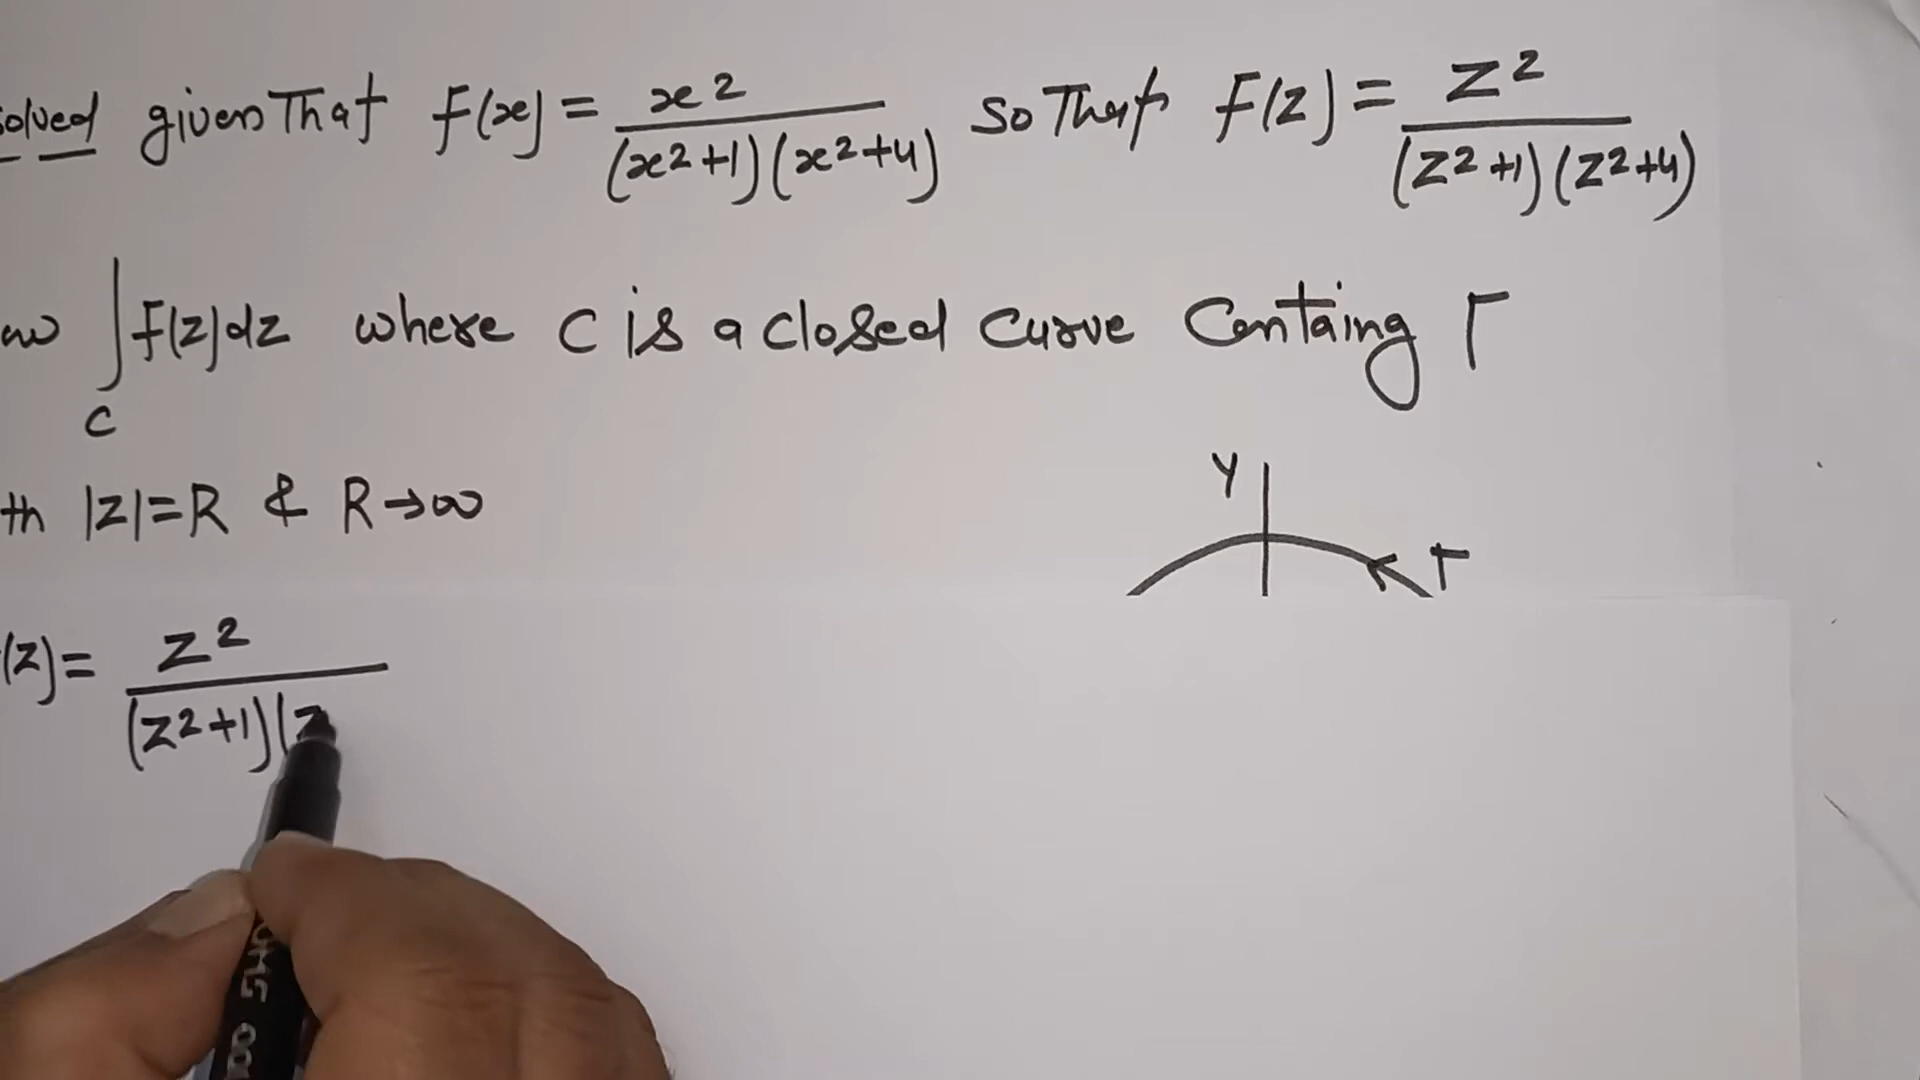 solved given That F(x) = x²/(x²+1)(x²+4) so That F(z) = z²/(z²+1)(z²+4)
∫_C F(z)dz where C is a closed curve Containg Γ
th |z|=R & R→∞
Y
Γ
(z) = z²/(z²+1)(z